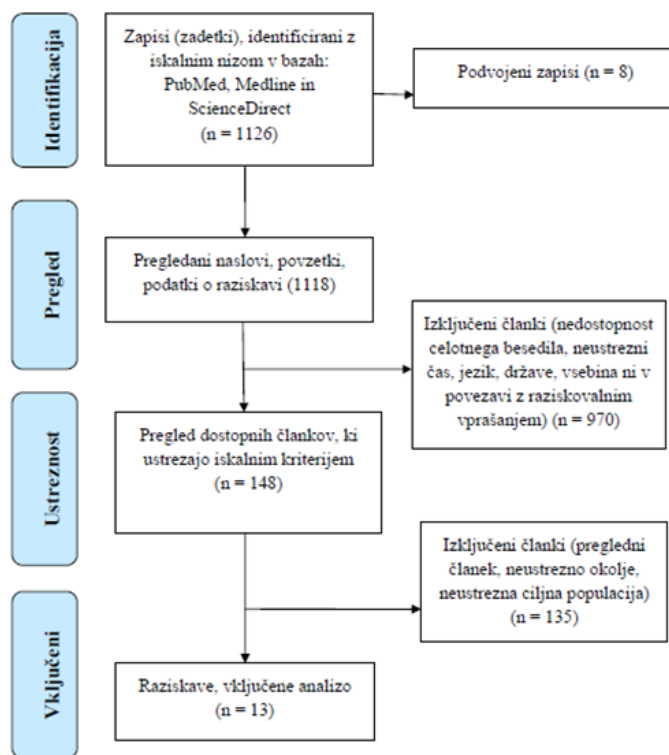 Identifikacija
Zapisi (zadetki), identificirani z
iskalnim nizom v bazah:
PubMed, Medline in
ScienceDirect
(n = 1126)
Podvojeni zapisi (n = 8)
Pregled
Pregledani naslovi, povzetki,
podatki o raziskavi (1118)
Izključeni članki (nedostopnost
celotnega besedila, neustrezni
čas, jezik, države, vsebina ni v
povezavi z raziskovalnim
vprašanjem) (n = 970)
Ustreznost
Pregled dostopnih člankov, ki
ustrezajo iskalnim kriterijem
(n = 148)
Izključeni članki (pregledni
članek, neustrezno okolje,
neustrezna ciljna populacija)
(n = 135)
Vključeni
Raziskave, vključene analizo
(n = 13)